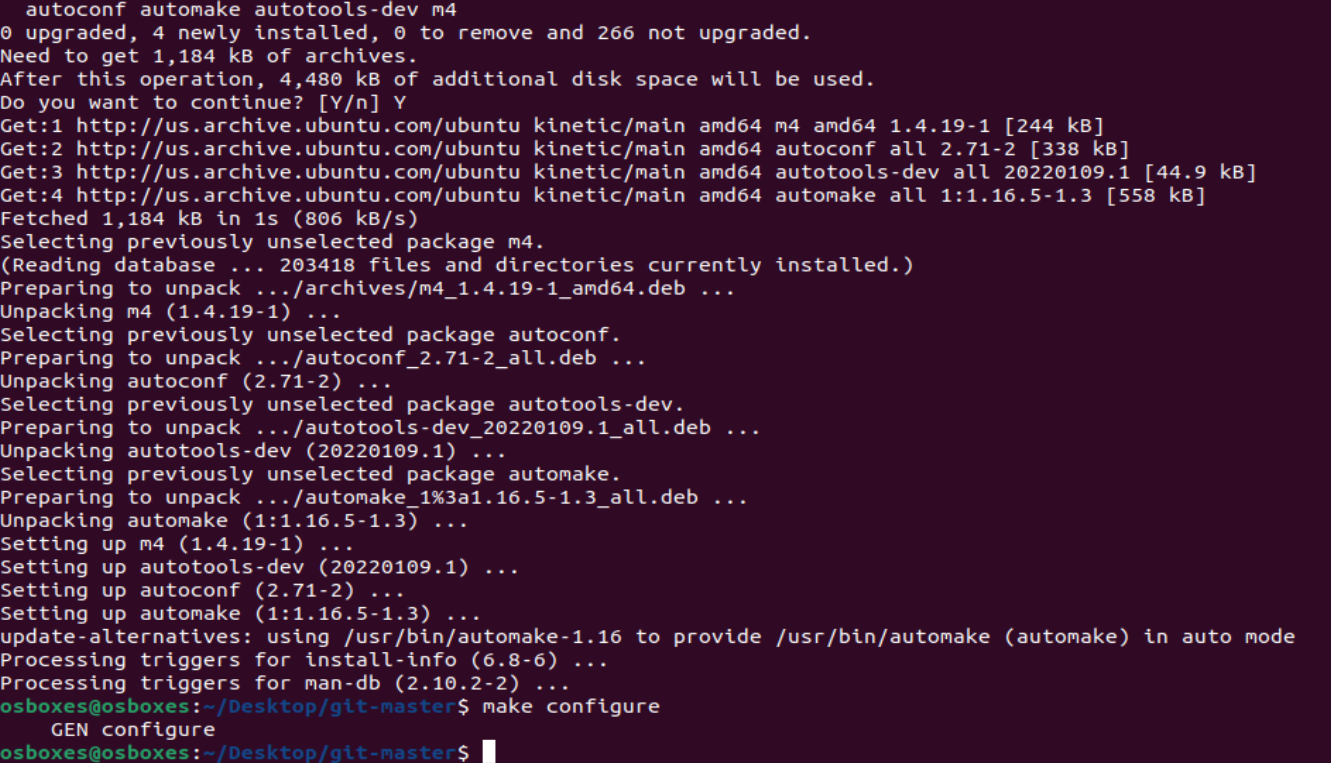 autoconf automake autotools-dev m4
0 upgraded, 4 newly installed, 0 to remove and 266 not upgraded.
Need to get 1,184 kB of archives.
After this operation, 4,480 kB of additional disk space will be used.
Do you want to continue? [Y/n] Y
Get:1 http://us.archive.ubuntu.com/ubuntu kinetic/main amd64 m4 amd64 1.4.19-1 [244 kB]
Get:2 http://us.archive.ubuntu.com/ubuntu kinetic/main amd64 autoconf all 2.71-2 [338 kB]
Get:3 http://us.archive.ubuntu.com/ubuntu kinetic/main amd64 autotools-dev all 20220109.1 [44.9 kB]
Get:4 http://us.archive.ubuntu.com/ubuntu kinetic/main amd64 automake all 1:1.16.5-1.3 [558 kB]
Fetched 1,184 kB in 1s (806 kB/s)
Selecting previously unselected package m4.
(Reading database ... 203418 files and directories currently installed.)
Preparing to unpack .../archives/m4_1.4.19-1_amd64.deb ...
Unpacking m4 (1.4.19-1) ...
Selecting previously unselected package autoconf.
Preparing to unpack .../autoconf_2.71-2_all.deb ...
Unpacking autoconf (2.71-2) ...
Selecting previously unselected package autotools-dev.
Preparing to unpack .../autotools-dev_20220109.1_all.deb ...
Unpacking autotools-dev (20220109.1) ...
Selecting previously unselected package automake.
Preparing to unpack .../automake_1%3a1.16.5-1.3_all.deb ...
Unpacking automake (1:1.16.5-1.3) ...
Setting up m4 (1.4.19-1) ...
Setting up autotools-dev (20220109.1) ...
Setting up autoconf (2.71-2) ...
Setting up automake (1:1.16.5-1.3) ...
update-alternatives: using /usr/bin/automake-1.16 to provide /usr/bin/automake (automake) in auto mode
Processing triggers for install-info (6.8-6) ...
Processing triggers for man-db (2.10.2-2) ...
osboxes@osboxes:~/Desktop/git-master$ make configure
GEN configure
osboxes@osboxes:~/Desktop/git-master$